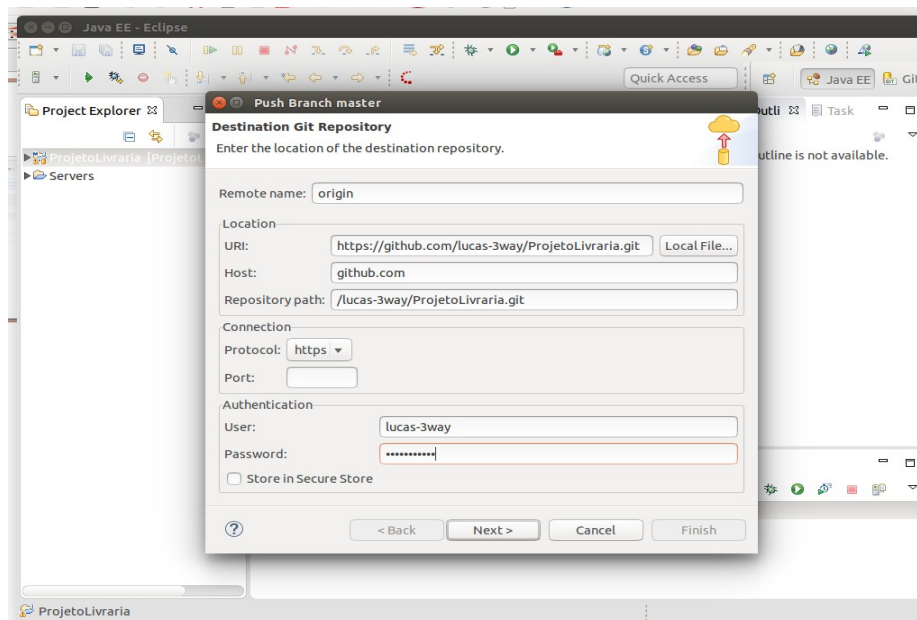 Java EE - Eclipse
Quick Access
Java EE
Git
Project Explorer
Outli
Task
Push Branch master
Destination Git Repository
Enter the location of the destination repository.
ProjetoLivraria [ProjetoL
Servers
utline is not available.
Remote name: origin
Location
URI: https://github.com/lucas-3way/ProjetoLivraria.git Local File...
Host: github.com
Repository path: /lucas-3way/ProjetoLivraria.git
Connection
Protocol: https
Port:
Authentication
User: lucas-3way
Password: •••••••••••
Store in Secure Store
< Back Next > Cancel Finish
ProjetoLivraria